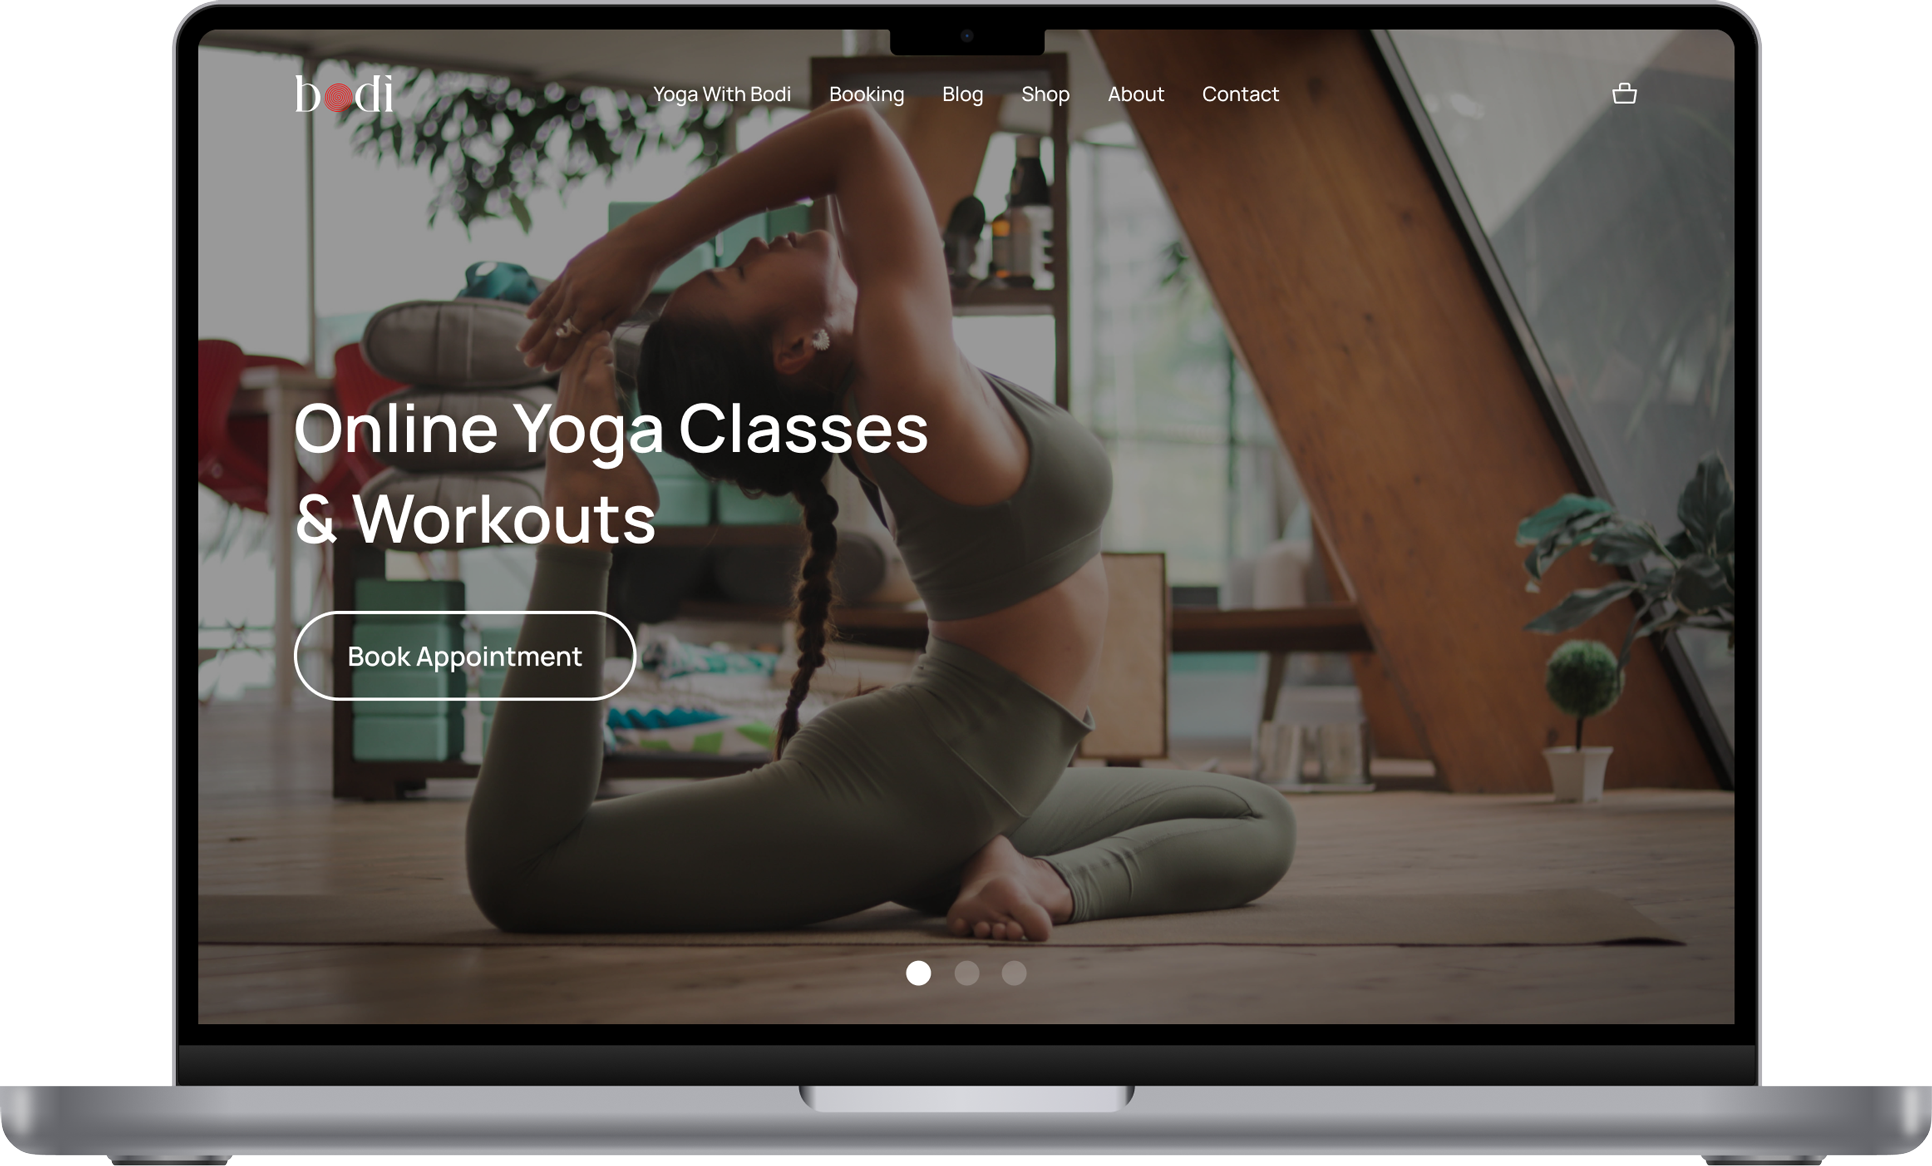 bodi
Yoga With Bodi Booking Blog Shop About Contact
Online Yoga Classes
& Workouts
Book Appointment